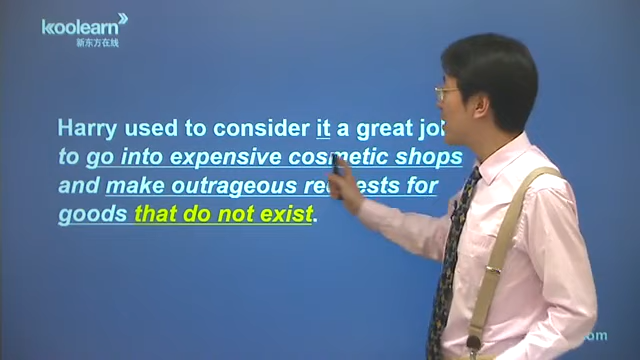 koolearn
新东方在线
Harry used to consider it a great
to go into expensive cosmetic shops
and make outrageous requests for
goods that do not exist.